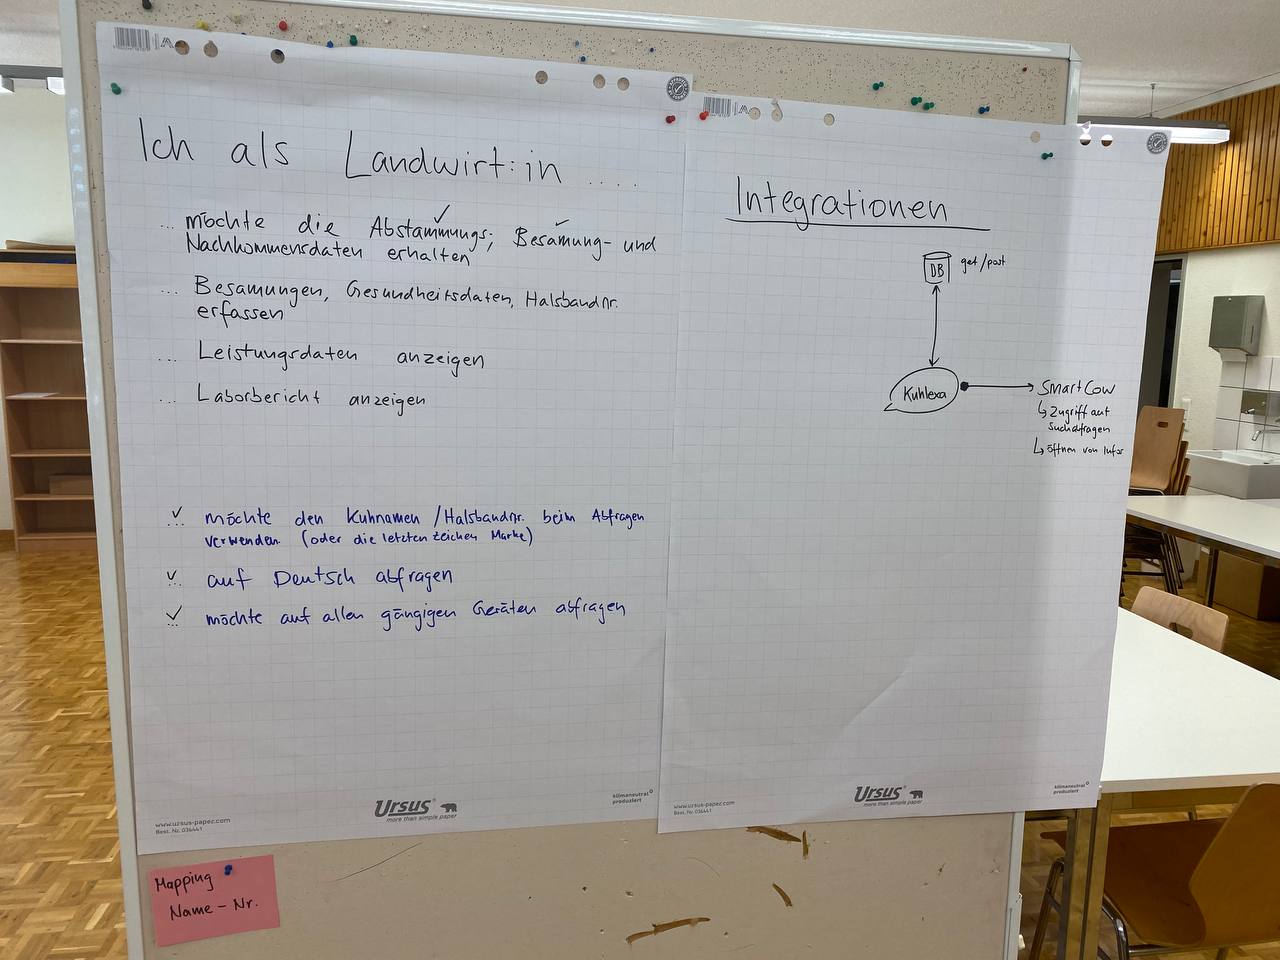 Ich als Landwirt:in ....
... möchte die Abstammungs-, Besamung- und
Nachkommensdaten erhalten
... Besamungen, Gesundheitsdaten, Halsbandnr.
erfassen
... Leistungsdaten anzeigen
... Laborbericht anzeigen
✓ ... möchte den Kuhnamen / Halsbandnr. beim Abfragen
verwenden. (oder die letzten zeichen Marke)
✓ ... auf Deutsch abfragen
✓ ... möchte auf allen gängigen Geräten abfragen
www.ursus-paper.com
Best. Nr. 036441
Ursus
more than simple paper
klimaneutral
produziert
Mapping
Name - Nr.
Integrationen
DB get/post
Kuhlexa
SmartCow
↳ Zugriff auf
↳ öffnen von Infos
www.ursus-paper.com
Best. Nr. 036441
Ursus
more than simple paper
klimaneutral
produziert